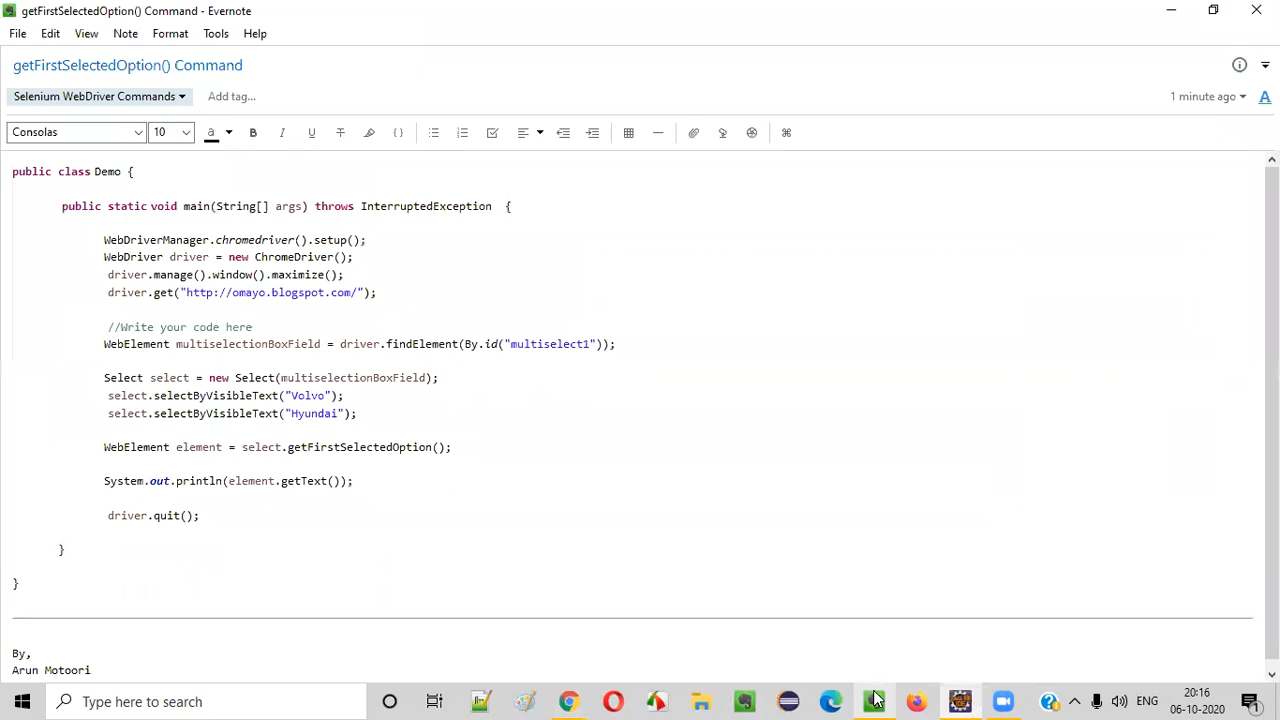 getFirstSelectedOption() Command - Evernote
File Edit View Note Format Tools Help
getFirstSelectedOption() Command
Selenium WebDriver Commands Add tag... 1 minute ago
Consolas 10
public class Demo {
public static void main(String[] args) throws InterruptedException {
WebDriverManager.chromedriver().setup();
WebDriver driver = new ChromeDriver();
driver.manage().window().maximize();
driver.get("http://omayo.blogspot.com/");
//Write your code here
WebElement multiselectionBoxField = driver.findElement(By.id("multiselect1"));
Select select = new Select(multiselectionBoxField);
select.selectByVisibleText("Volvo");
select.selectByVisibleText("Hyundai");
WebElement element = select.getFirstSelectedOption();
System.out.println(element.getText());
driver.quit();
}
}
By,
Arun Motoori
Type here to search
ENG
20:16
06-10-2020